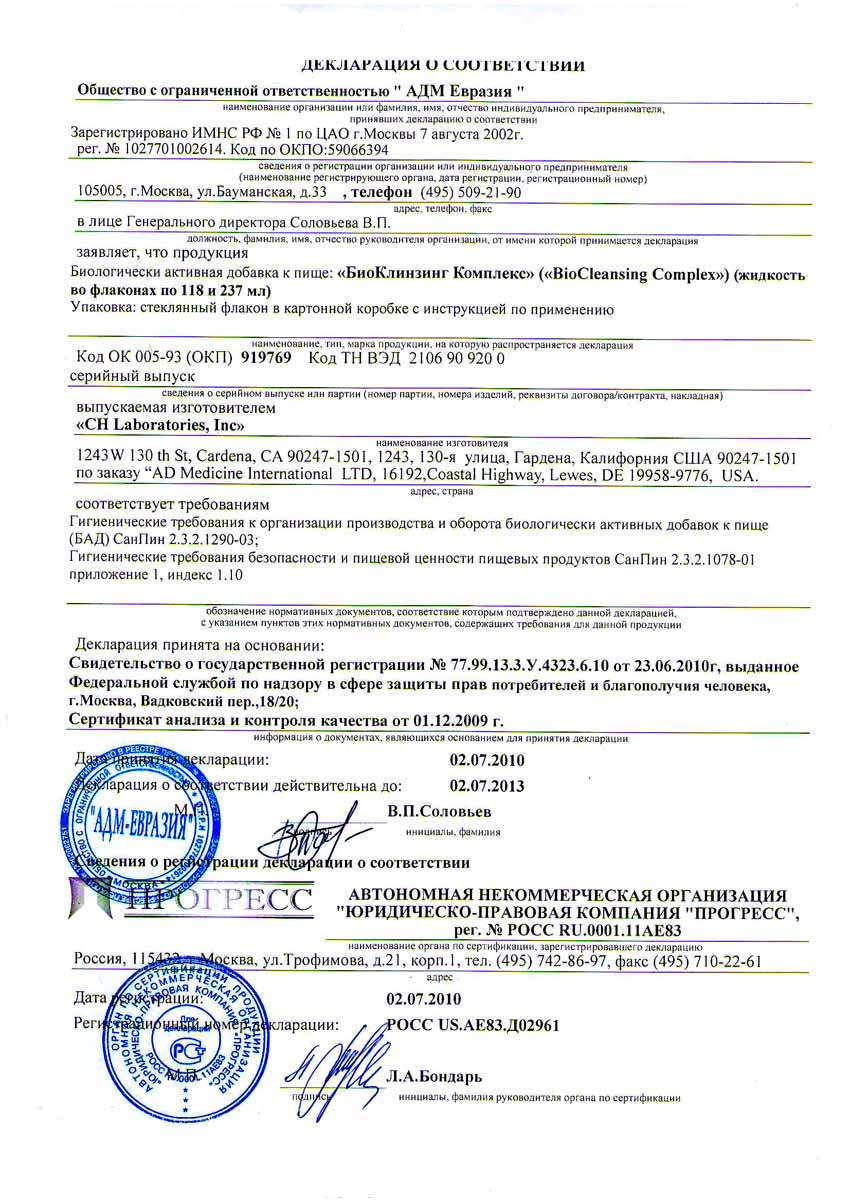 ДЕКЛАРАЦИЯ О СООТВЕТСТВИИ
Общество с ограниченной ответственностью " АДМ Евразия "
наименование организации или фамилия, имя, отчество индивидуального предпринимателя,
принявших декларацию о соответствии
Зарегистрировано ИМНС РФ № 1 по ЦАО г.Москвы 7 августа 2002г.
рег. № 1027701002614. Код по ОКПО:59066394
сведения о регистрации организации или индивидуального предпринимателя
(наименование регистрирующего органа, дата регистрации, регистрационный номер)
105005, г.Москва, ул.Бауманская, д.33 , телефон (495) 509-21-90
адрес, телефон, факс
в лице Генерального директора Соловьева В.П.
должность, фамилия, имя, отчество руководителя организации, от имени которой принимается декларация
заявляет, что продукция
Биологически активная добавка к пище: «БиоКлинзинг Комплекс» («BioCleansing Complex») (жидкость
во флаконах по 118 и 237 мл)
Упаковка: стеклянный флакон в картонной коробке с инструкцией по применению
наименование, тип, марка продукции, на которую распространяется декларация
Код ОК 005-93 (ОКП) 919769 Код ТН ВЭД 2106 90 920 0
серийный выпуск
сведения о серийном выпуске или партии (номер партии, номера изделий, реквизиты договора/контракта, накладная)
выпускаемая изготовителем
«CH Laboratories, Inc»
наименование изготовителя
1243W 130 th St, Cardena, CA 90247-1501, 1243, 130-я улица, Гардена, Калифорния США 90247-1501
по заказу “AD Medicine International LTD, 16192,Coastal Highway, Lewes, DE 19958-9776, USA.
адрес, страна
соответствует требованиям
Гигиенические требования к организации производства и оборота биологически активных добавок к пище
(БАД) СанПин 2.3.2.1290-03;
Гигиенические требования безопасности и пищевой ценности пищевых продуктов СанПин 2.3.2.1078-01
приложение 1, индекс 1.10
обозначение нормативных документов, соответствие которым подтверждено данной декларацией,
с указанием пунктов этих нормативных документов, содержащих требования для данной продукции
Декларация принята на основании:
Свидетельство о государственной регистрации № 77.99.13.3.У.4323.6.10 от 23.06.2010г, выданное
Федеральной службой по надзору в сфере защиты прав потребителей и благополучия человека,
г.Москва, Вадковский пер.,18/20;
Сертификат анализа и контроля качества от 01.12.2009 г.
информация о документах, являющихся основанием для принятия декларации
Дата принятия декларации: 02.07.2010
Декларация о соответствии действительна до: 02.07.2013
М.П. В.П.Соловьев
подпись инициалы, фамилия
"АДМ-ЕВРАЗИЯ"
МОСКВА
Сведения о регистрации декларации о соответствии
ПРОГРЕСС
АВТОНОМНАЯ НЕКОММЕРЧЕСКАЯ ОРГАНИЗАЦИЯ
"ЮРИДИЧЕСКО-ПРАВОВАЯ КОМПАНИЯ "ПРОГРЕСС",
рег. № РОСС RU.0001.11АЕ83
наименование органа по сертификации, зарегистрировавшего декларацию
Россия, 115432, г. Москва, ул.Трофимова, д.21, корп.1, тел. (495) 742-86-97, факс (495) 710-22-61
адрес
Дата регистрации: 02.07.2010
Регистрационный номер декларации: РОСС US.АЕ83.Д02961
ОРГАН ПО СЕРТИФИКАЦИИ ПРОДУКЦИИ
АВТОНОМНАЯ НЕКОММЕРЧЕСКАЯ ОРГАНИЗАЦИЯ
"ЮРИДИЧЕСКО-ПРАВОВАЯ КОМПАНИЯ "ПРОГРЕСС"
Для деклараций
РОСС RU.0001.11АЕ83
М.П. Л.А.Бондарь
подпись инициалы, фамилия руководителя органа по сертификации